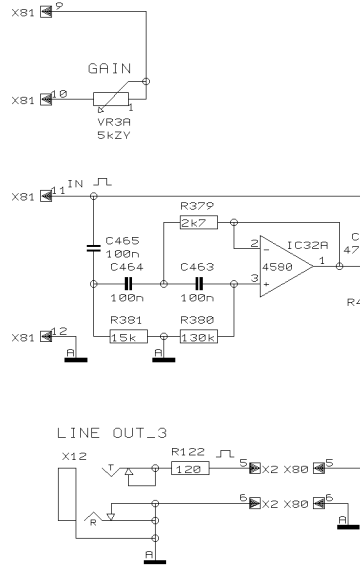 X81 9
GAIN
X81 10
1
VR3A
5kZY
X81 11 IN
R379
2k7
C465
100n
2
IC32A
C
47
4580
1
C464
C463
3
100n
100n
R4
R381
R380
X81 12
15k
130k
A
A
LINE OUT_3
X12
R122
T
120
5 X2 X80 5
6 X2 X80 6
R
A
A